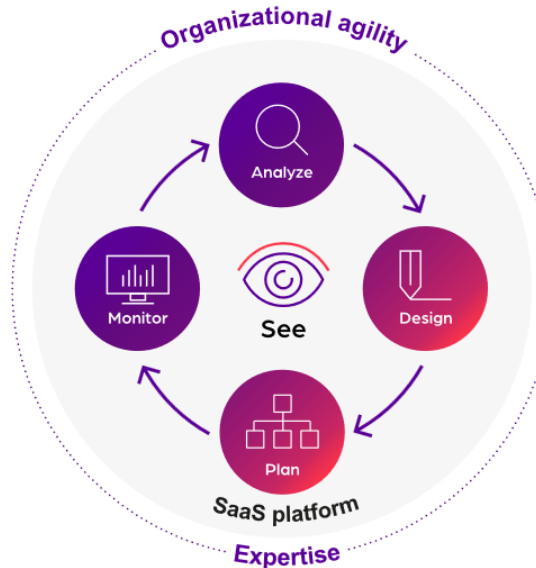 Organizational agility
Analyze
Monitor
See
Design
Plan
SaaS platform
Expertise